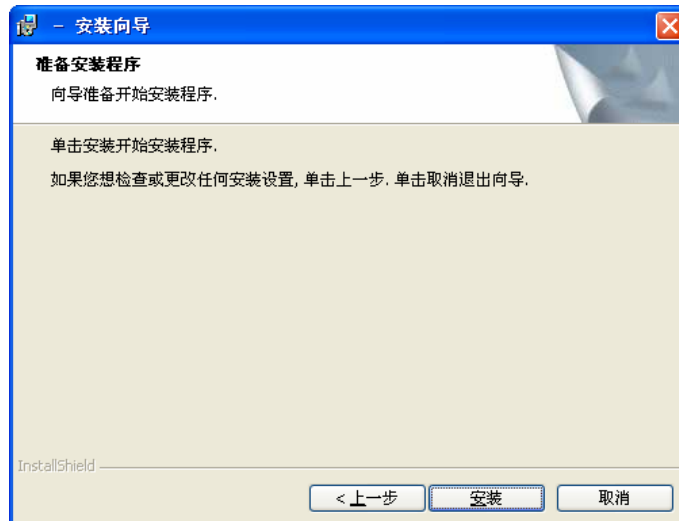 - 安装向导
准备安装程序
向导准备开始安装程序.
单击安装开始安装程序.
如果您想检查或更改任何安装设置, 单击上一步. 单击取消退出向导.
InstallShield
< 上一步
安装
取消